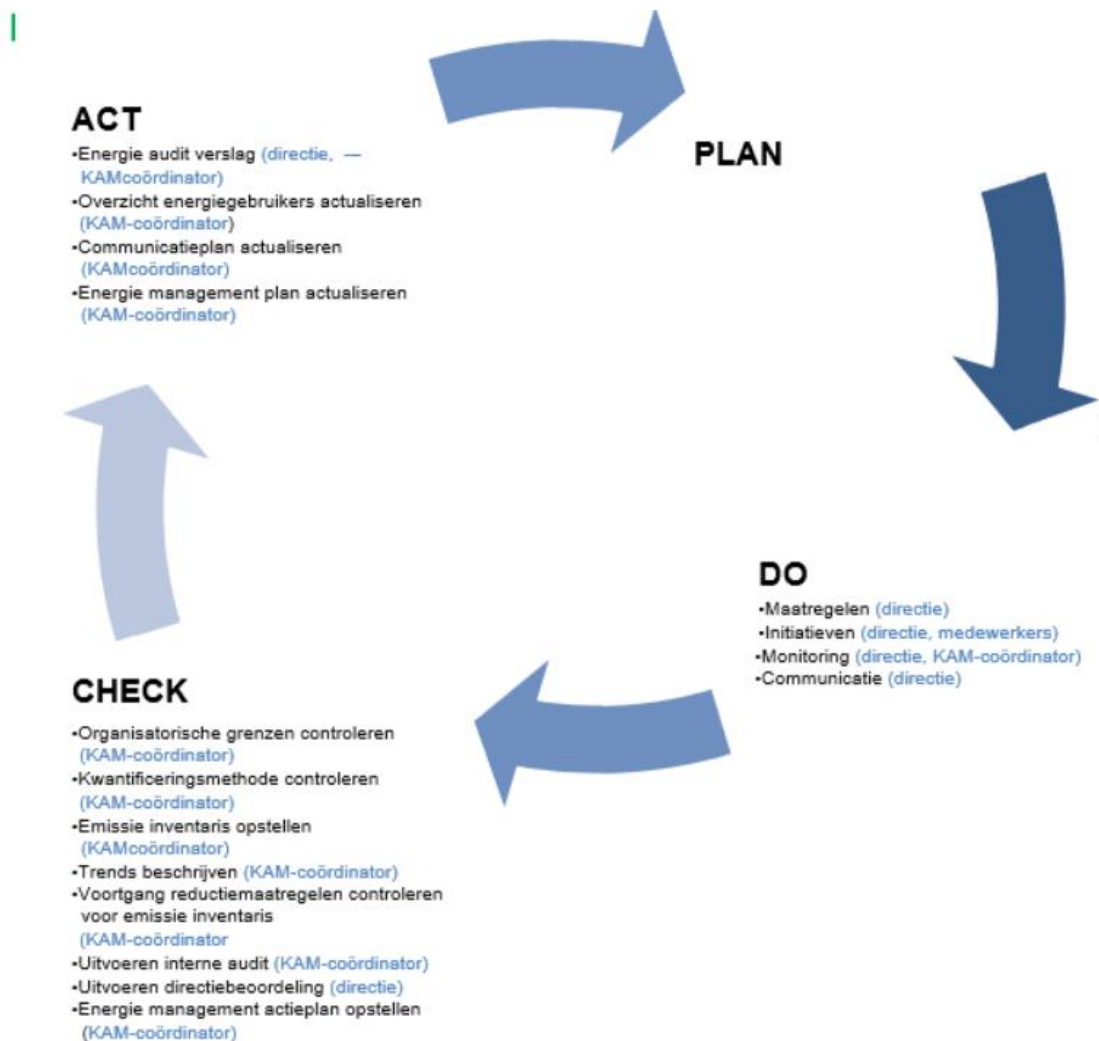 ACT
•Energie audit verslag (directie, —
KAMcoördinator)
•Overzicht energiegebruikers actualiseren
(KAM-coördinator)
•Communicatieplan actualiseren
(KAMcoördinator)
•Energie management plan actualiseren
(KAM-coördinator)
PLAN
DO
•Maatregelen (directie)
•Initiatieven (directie, medewerkers)
•Monitoring (directie, KAM-coördinator)
•Communicatie (directie)
CHECK
•Organisatorische grenzen controleren
(KAM-coördinator)
•Kwantificeringsmethode controleren
(KAM-coördinator)
•Emissie inventaris opstellen
(KAMcoördinator)
•Trends beschrijven (KAM-coördinator)
•Voortgang reductiemaatregelen controleren
voor emissie inventaris
(KAM-coördinator
•Uitvoeren interne audit (KAM-coördinator)
•Uitvoeren directiebeoordeling (directie)
•Energie management actieplan opstellen
(KAM-coördinator)